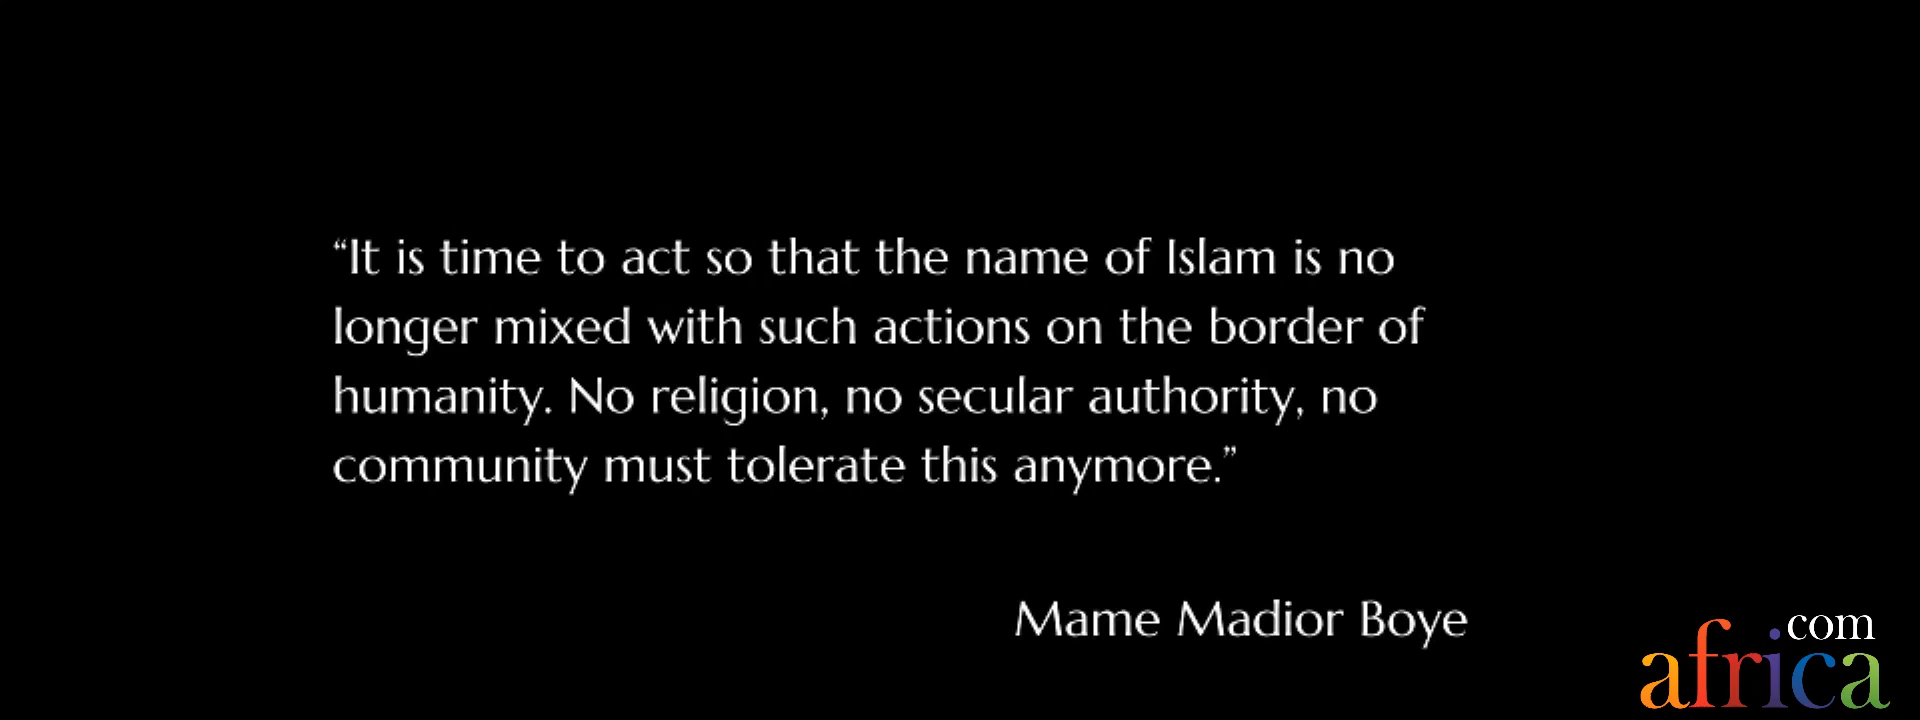 “It is time to act so that the name of Islam is no
longer mixed with such actions on the border of
humanity. No religion, no secular authority, no
community must tolerate this anymore.”
Mame Madior Boye
com
africa